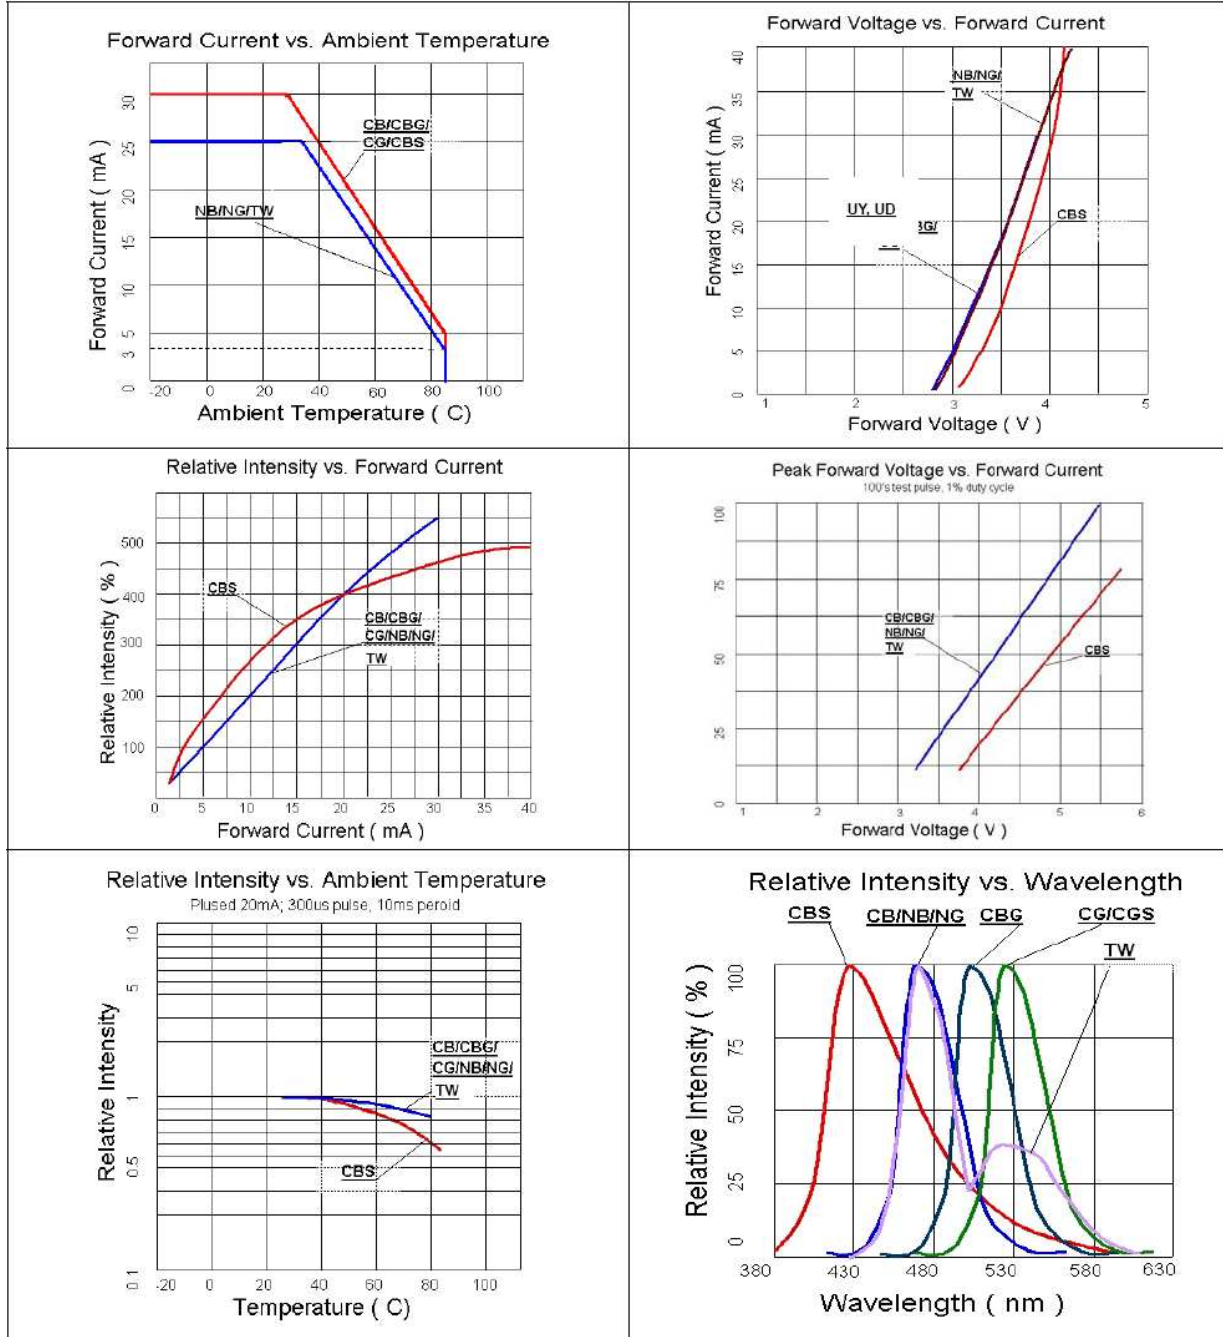 Forward Current vs. Ambient Temperature
Forward Current ( mA )
30
25
20
15
10
5
3
0
CB/CBG/
CG/CBS
NB/NG/TW
-20 0 20 40 60 80 100
Ambient Temperature ( C)
Forward Voltage vs. Forward Current
Forward Current ( mA )
40
35
30
25
20
15
10
5
0
NB/NG/
TW
UY, UD
BG/
CBS
1 2 3 4 5
Forward Voltage ( V )
Relative Intensity vs. Forward Current
Relative Intensity ( % )
500
400
300
200
100
CBS
CB/CBG/
CG/NB/NG/
TW
0 5 10 15 20 25 30 35 40
Forward Current ( mA )
Peak Forward Voltage vs. Forward Current
100's test pulse, 1% duty cycle
100
75
50
25
0
CB/CBG/
NB/NG/
TW
CBS
1 2 3 4 5 6
Forward Voltage ( V )
Relative Intensity vs. Ambient Temperature
Plused 20mA; 300us pulse, 10ms peroid
Relative Intensity
10
5
1
0.5
0 1
CB/CBG/
CG/NB/NG/
TW
CBS
-20 0 20 40 60 80 100
Temperature ( C)
Relative Intensity vs. Wavelength
CBS CB/NB/NG CBG CG/CGS
TW
Relative Intensity ( % )
100
75
50
25
0
380 430 480 530 580 630
Wavelength ( nm )